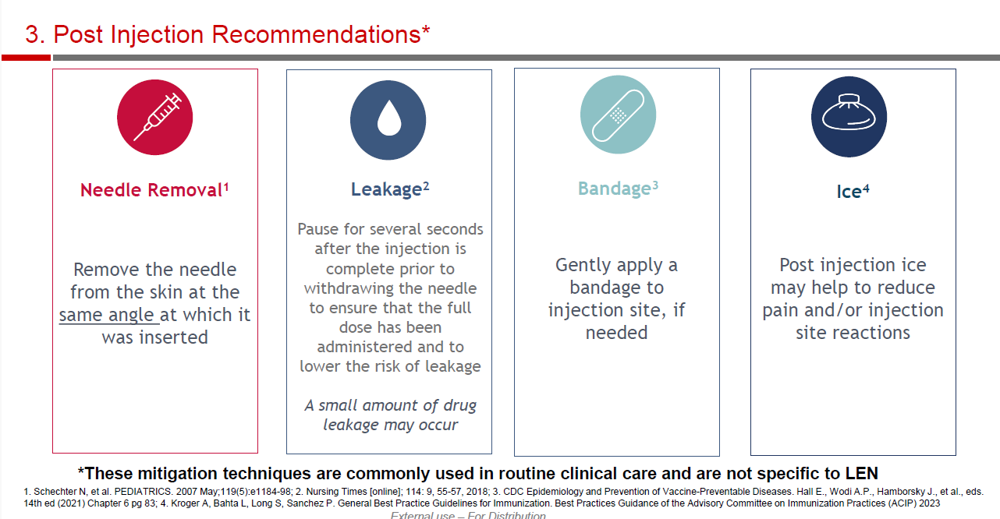 3. Post Injection Recommendations*
Needle Removal1
Remove the needle
from the skin at the
same angle at which it
was inserted
Leakage2
Pause for several seconds
after the injection is
complete prior to
withdrawing the needle
to ensure that the full
dose has been
administered and to
lower the risk of leakage
A small amount of drug
leakage may occur
Bandage3
Gently apply a
bandage to
injection site, if
needed
Ice4
Post injection ice
may help to reduce
pain and/or injection
site reactions
*These mitigation techniques are commonly used in routine clinical care and are not specific to LEN
1. Schechter N, et al. PEDIATRICS. 2007 May;119(5):e1184-98; 2. Nursing Times [online]; 114: 9, 55-57, 2018; 3. CDC Epidemiology and Prevention of Vaccine-Preventable Diseases. Hall E., Wodi A.P., Hamborsky J., et al., eds.
14th ed (2021) Chapter 6 pg 83; 4. Kroger A, Bahta L, Long S, Sanchez P. General Best Practice Guidelines for Immunization. Best Practices Guidance of the Advisory Committee on Immunization Practices (ACIP) 2023
External use – For Distribution